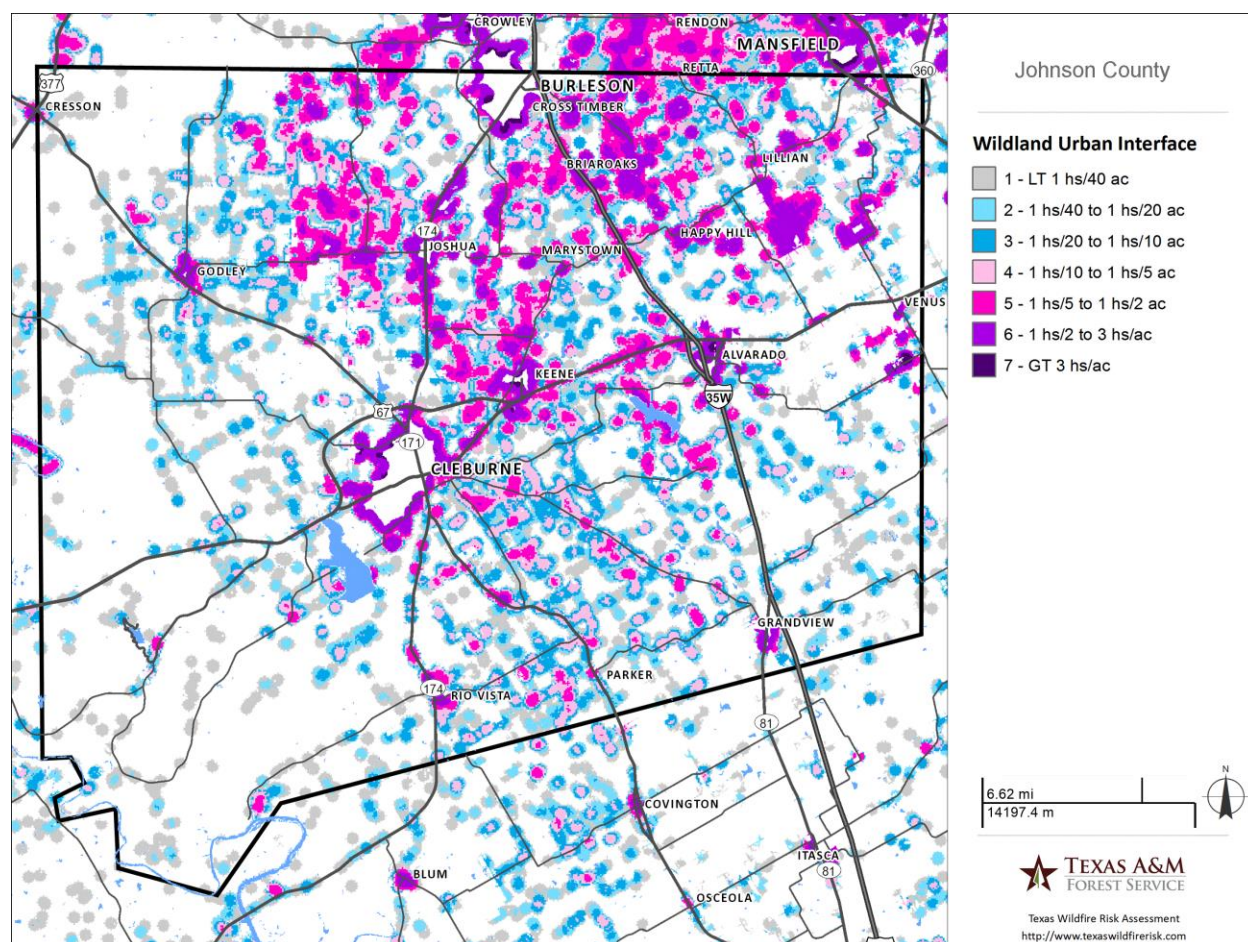 CROWLEY
RENDON
MANSFIELD
RETTA
377
360
CRESSON
BURLESON
CROSS TIMBER
BRIAROAKS
LILLIAN
174
JOSHUA
MARYSTOWN
HAPPY HILL
GODLEY
VENUS
ALVARADO
KEENE
35W
67
171
CLEBURNE
GRANDVIEW
PARKER
174
RIO VISTA
81
COVINGTON
ITASCA
81
BLUM
OSCEOLA
Johnson County
Wildland Urban Interface
1 - LT 1 hs/40 ac
2 - 1 hs/40 to 1 hs/20 ac
3 - 1 hs/20 to 1 hs/10 ac
4 - 1 hs/10 to 1 hs/5 ac
5 - 1 hs/5 to 1 hs/2 ac
6 - 1 hs/2 to 3 hs/ac
7 - GT 3 hs/ac
6.62 mi
14197.4 m
N
TEXAS A&M
FOREST SERVICE
Texas Wildfire Risk Assessment
http://www.texaswildfirerisk.com